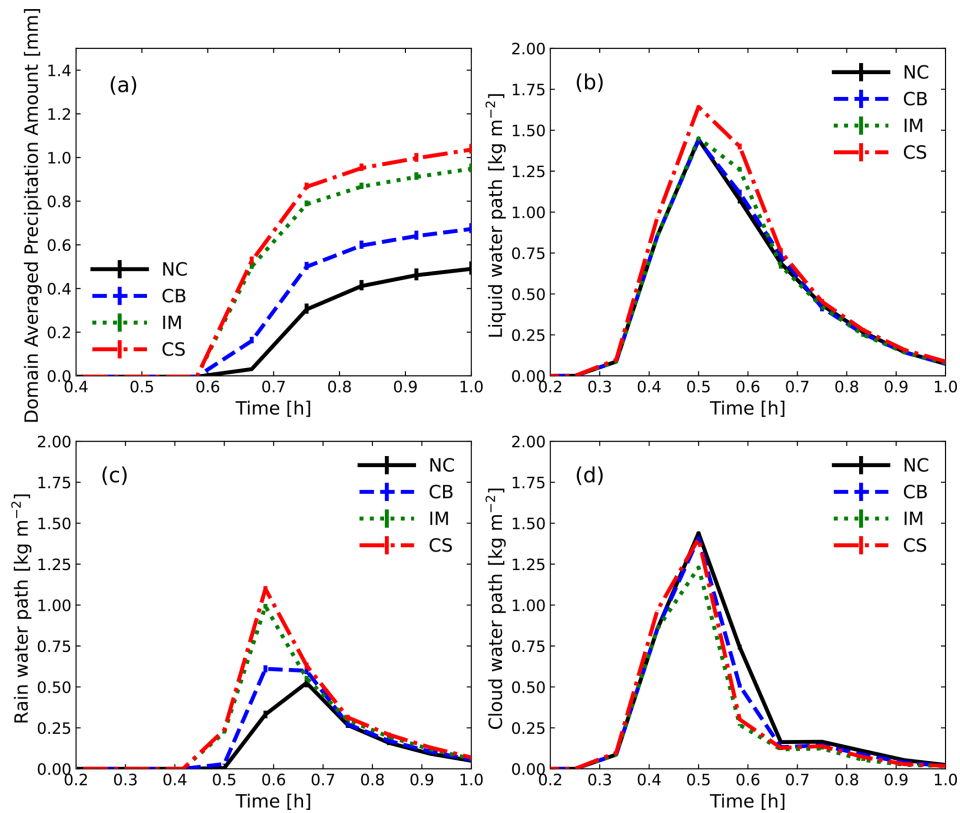 Domain Averaged Precipitation Amount [mm]
1.4
1.2
1.0
0.8
0.6
0.4
0.2
0.0
(a)
NC
CB
IM
CS
0.4 0.5 0.6 0.7 0.8 0.9 1.0
Time [h]
Liquid water path [kg m−2]
2.00
1.75
1.50
1.25
1.00
0.75
0.50
0.25
0.00
(b)
NC
CB
IM
CS
0.2 0.3 0.4 0.5 0.6 0.7 0.8 0.9 1.0
Time [h]
Rain water path [kg m−2]
2.00
1.75
1.50
1.25
1.00
0.75
0.50
0.25
0.00
(c)
NC
CB
IM
CS
0.2 0.3 0.4 0.5 0.6 0.7 0.8 0.9 1.0
Time [h]
Cloud water path [kg m−2]
2.00
1.75
1.50
1.25
1.00
0.75
0.50
0.25
0.00
(d)
NC
CB
IM
CS
0.2 0.3 0.4 0.5 0.6 0.7 0.8 0.9 1.0
Time [h]